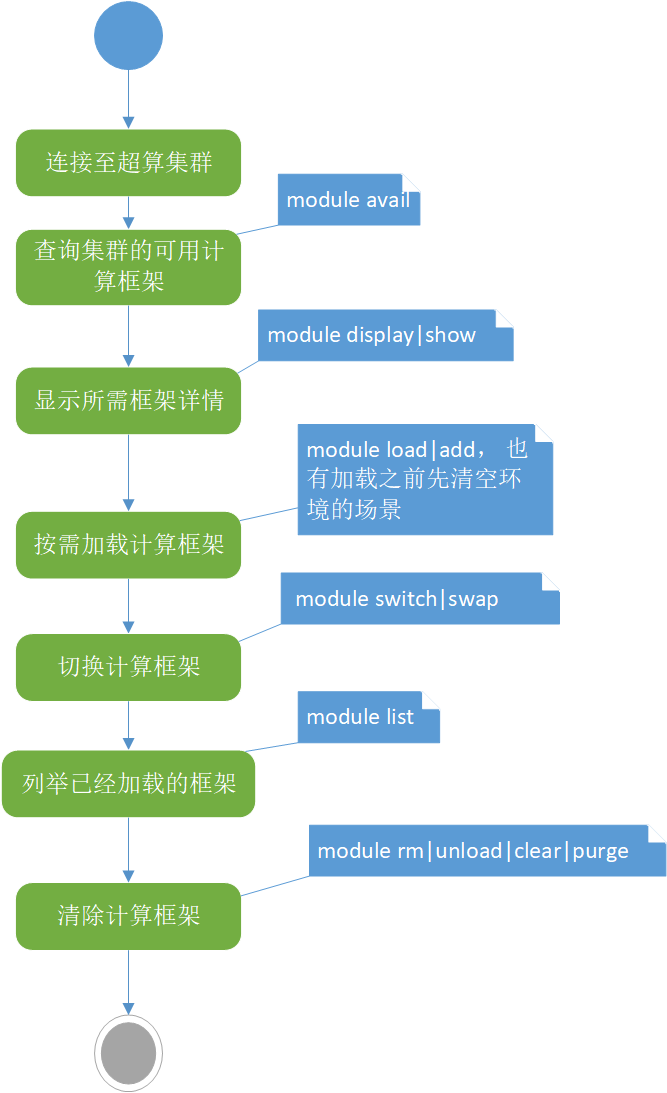 连接至超算集群
module avail
查询集群的可用计
算框架
module display|show
显示所需框架详情
module load|add， 也
有加载之前先清空环
境的场景
按需加载计算框架
module switch|swap
切换计算框架
module list
列举已经加载的框架
module rm|unload|clear|purge
清除计算框架